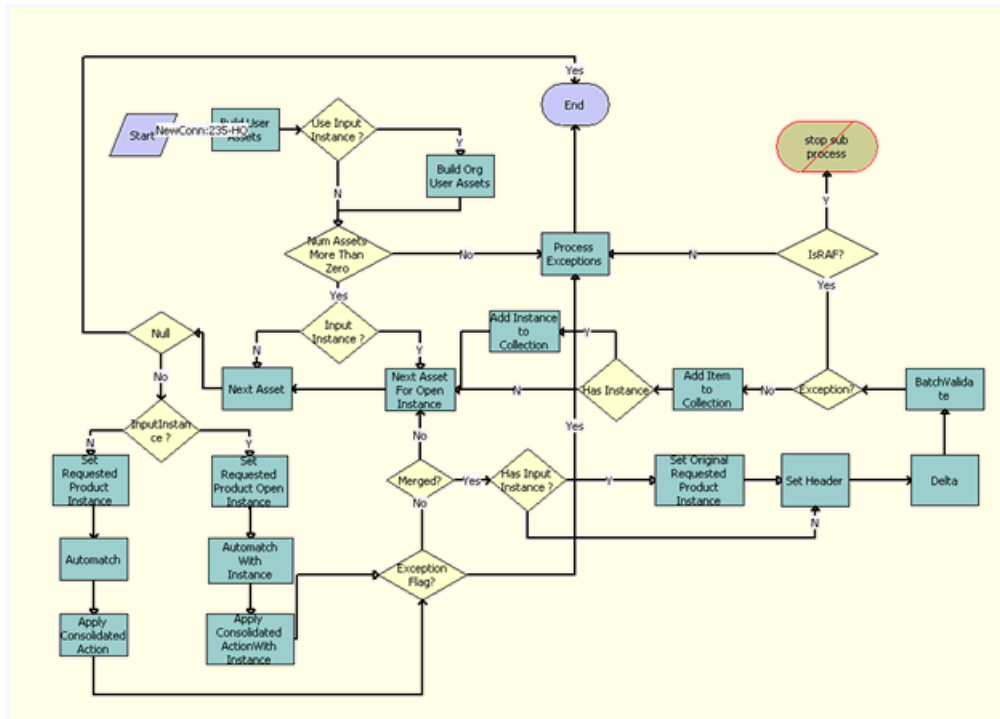 Yes
End
Start
NewConn:235-HO
Build User
Assets
Use Input
Instance ?
stop sub
process
Y
Build Org
User Assets
Y
N
Num Assets
More Than
Zero
No
Process
Exceptions
N
IsRAF?
Yes
Yes
Input
Instance ?
Add Instance
to
Collection
Y
Null
N
Y
No
Next Asset
Next Asset
For Open
Instance
N
Has Instance
Add Item
to
Collection
No
Exception?
BatchValida
te
InputInstan
ce ?
N
Y
No
Yes
Set
Requested
Product
Instance
Set
Requested
Product Open
Instance
Merged?
Yes
Has Input
Instance ?
Y
Set Original
Requested
Product
Instance
Set Header
Delta
No
N
Automatch
Automatch
With
Instance
Exception
Flag?
Apply
Consolidated
Action
Apply
Consolidated
ActionWith
Instance